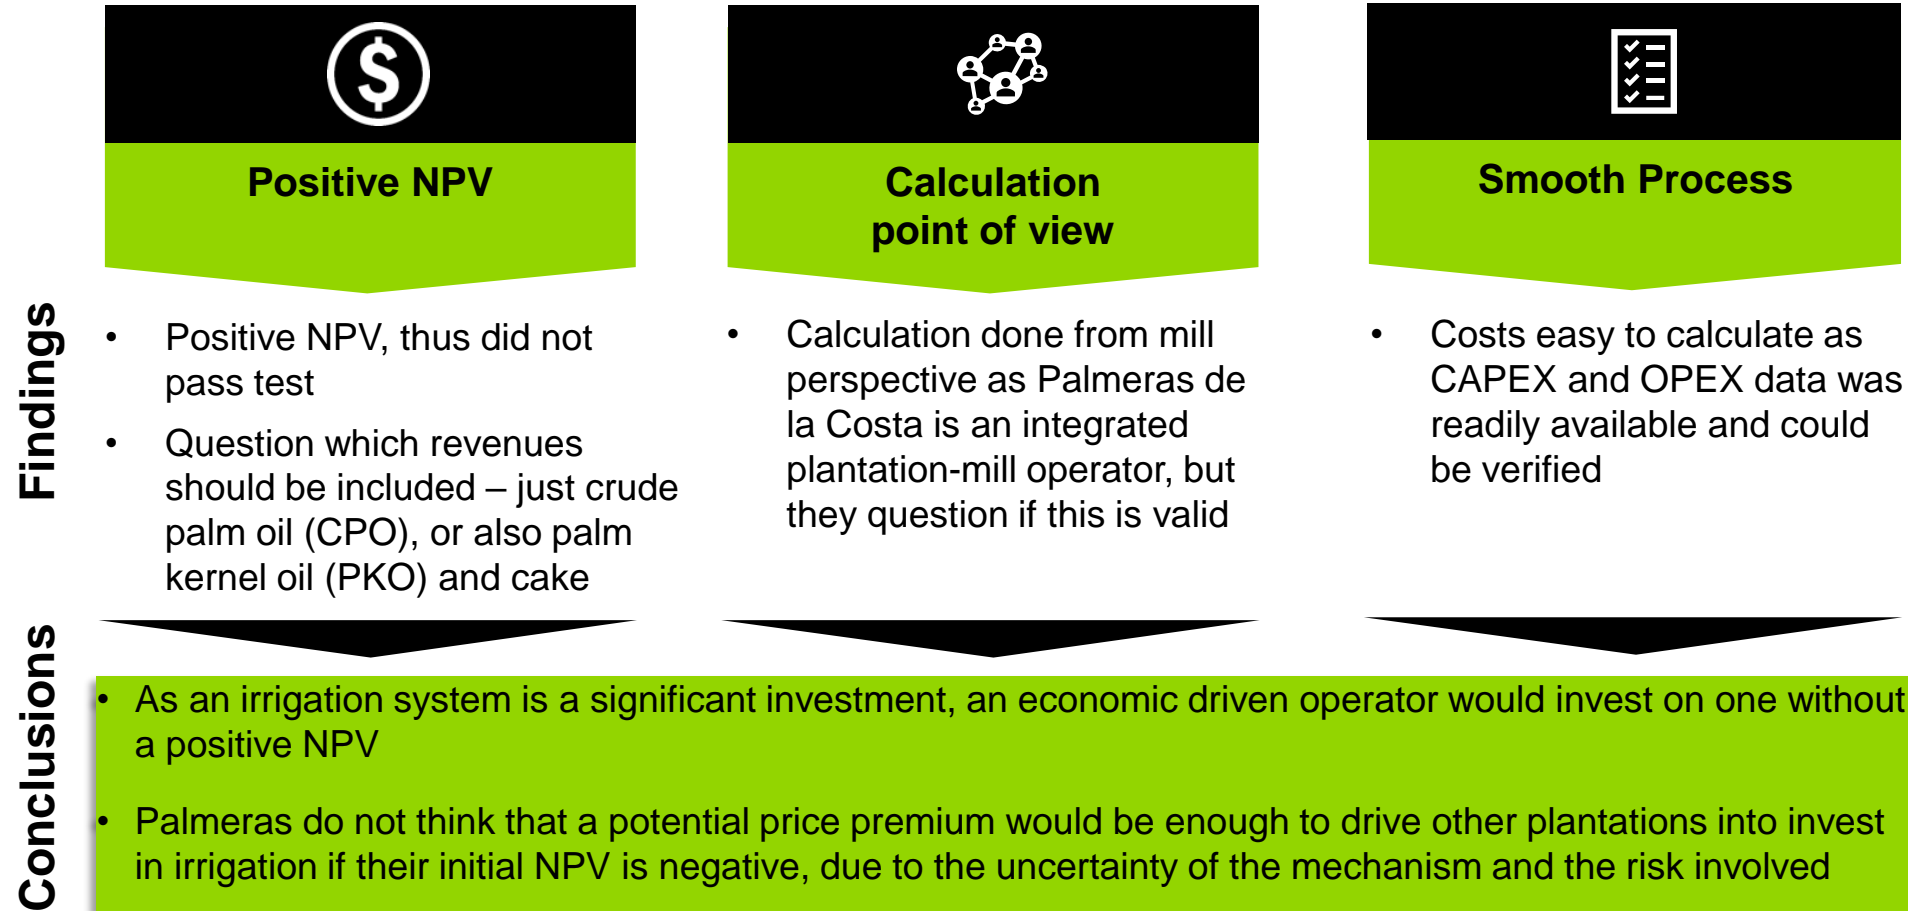 Positive NPV
Calculation
point of view
Smooth Process
Findings
• Positive NPV, thus did not
pass test
• Question which revenues
should be included – just crude
palm oil (CPO), or also palm
kernel oil (PKO) and cake
• Calculation done from mill
perspective as Palmeras de
la Costa is an integrated
plantation-mill operator, but
they question if this is valid
• Costs easy to calculate as
CAPEX and OPEX data was
readily available and could
be verified
Conclusions
• As an irrigation system is a significant investment, an economic driven operator would invest on one without
a positive NPV
• Palmeras do not think that a potential price premium would be enough to drive other plantations into invest
in irrigation if their initial NPV is negative, due to the uncertainty of the mechanism and the risk involved